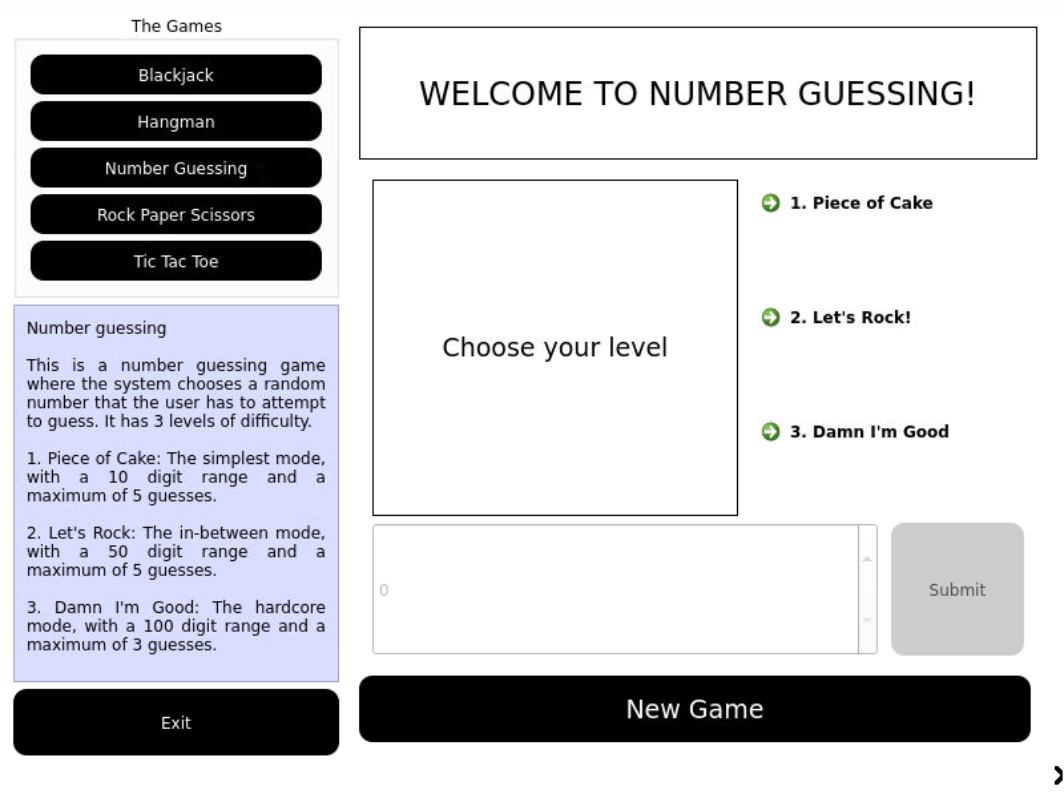 The Games
Blackjack
Hangman
Number Guessing
Rock Paper Scissors
Tic Tac Toe
Number guessing
This is a number guessing game
where the system chooses a random
number that the user has to attempt
to guess. It has 3 levels of difficulty.
1. Piece of Cake: The simplest mode,
with a 10 digit range and a
maximum of 5 guesses.
2. Let's Rock: The in-between mode,
with a 50 digit range and a
maximum of 5 guesses.
3. Damn I'm Good: The hardcore
mode, with a 100 digit range and a
maximum of 3 guesses.
Exit
WELCOME TO NUMBER GUESSING!
Choose your level
1. Piece of Cake
2. Let's Rock!
3. Damn I'm Good
0
Submit
New Game